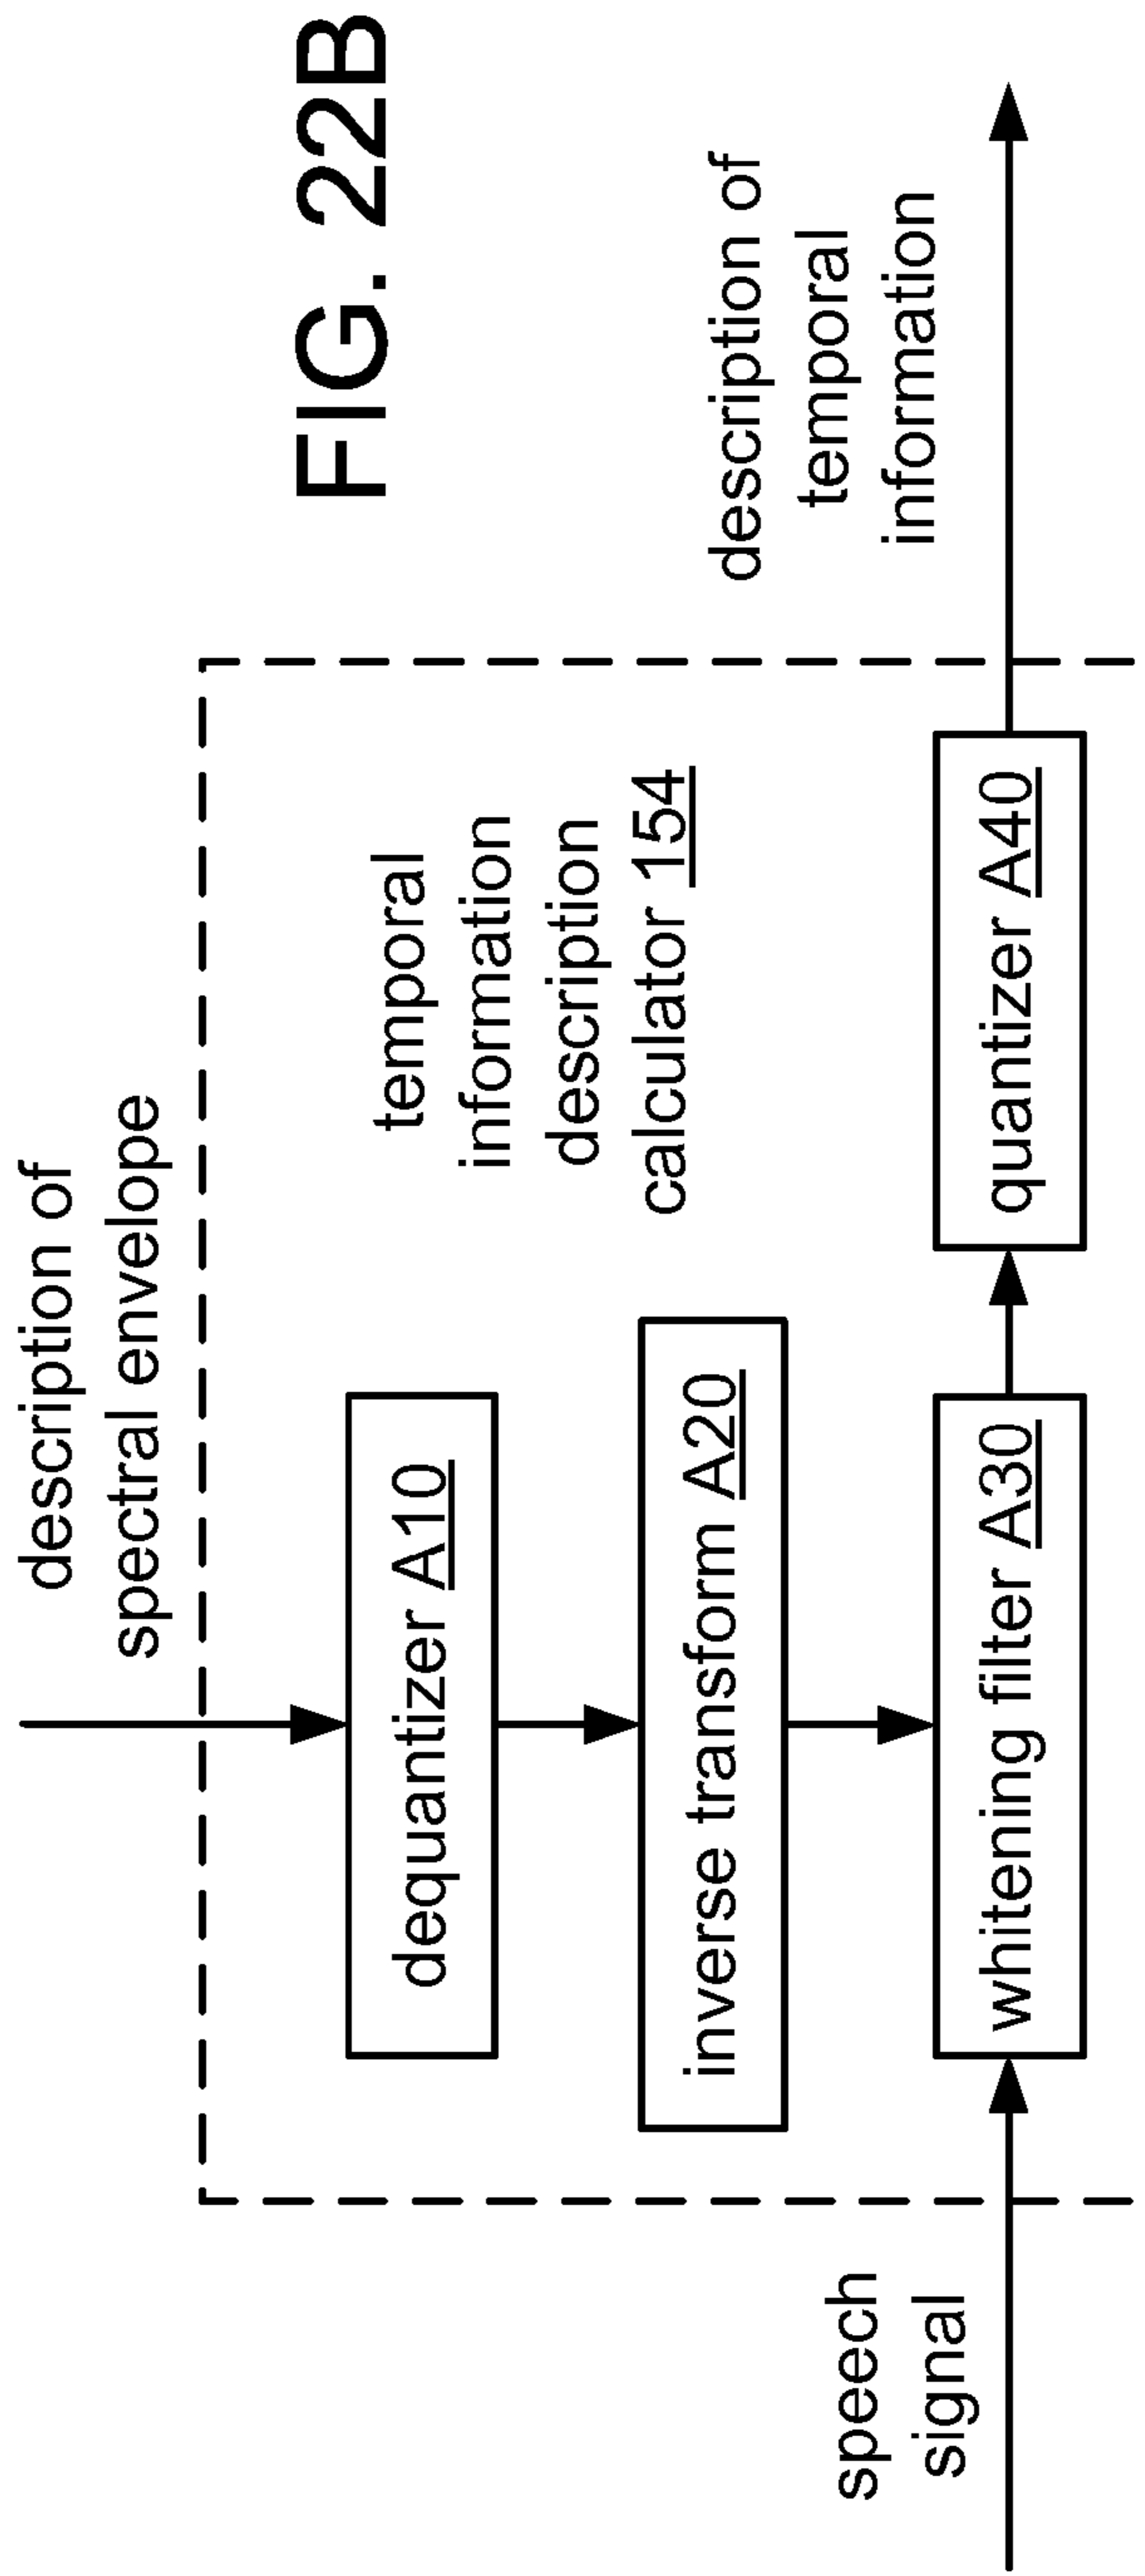 FIG. 22B
description of
spectral envelope
temporal
information
description
calculator 154
dequantizer A10
inverse transform A20
speech
signal
whitening filter A30
quantizer A40
description of
temporal
information